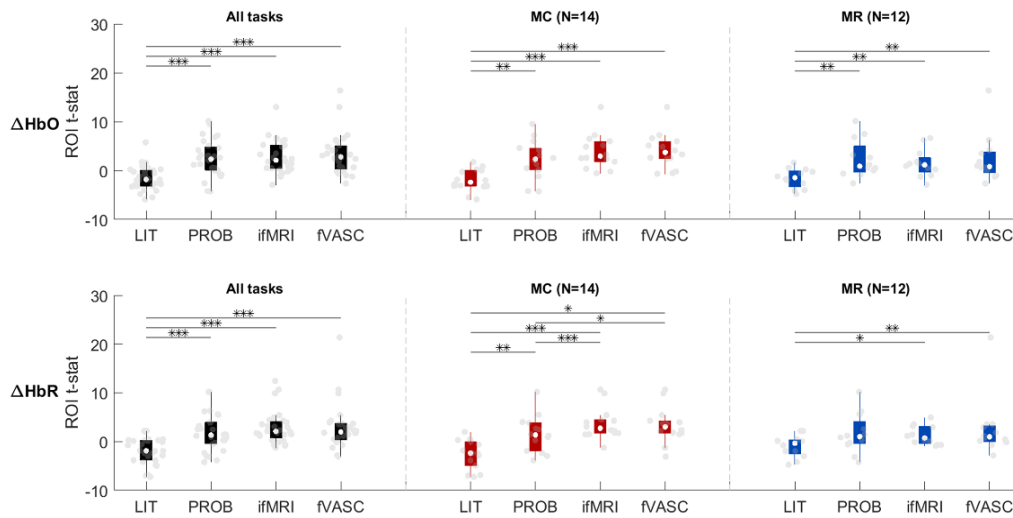 All tasks MC (N=14) MR (N=12)
30
*** *** **
*** *** **
20
*** ** **
ΔHbO
ROI t-stat
10
0
-10
LIT PROB ifMRI fVASC LIT PROB ifMRI fVASC LIT PROB ifMRI fVASC
All tasks MC (N=14) MR (N=12)
30
*
*** * **
*** *** *
*** ***
**
20
ΔHbR
ROI t-stat
10
0
-10
LIT PROB ifMRI fVASC LIT PROB ifMRI fVASC LIT PROB ifMRI fVASC